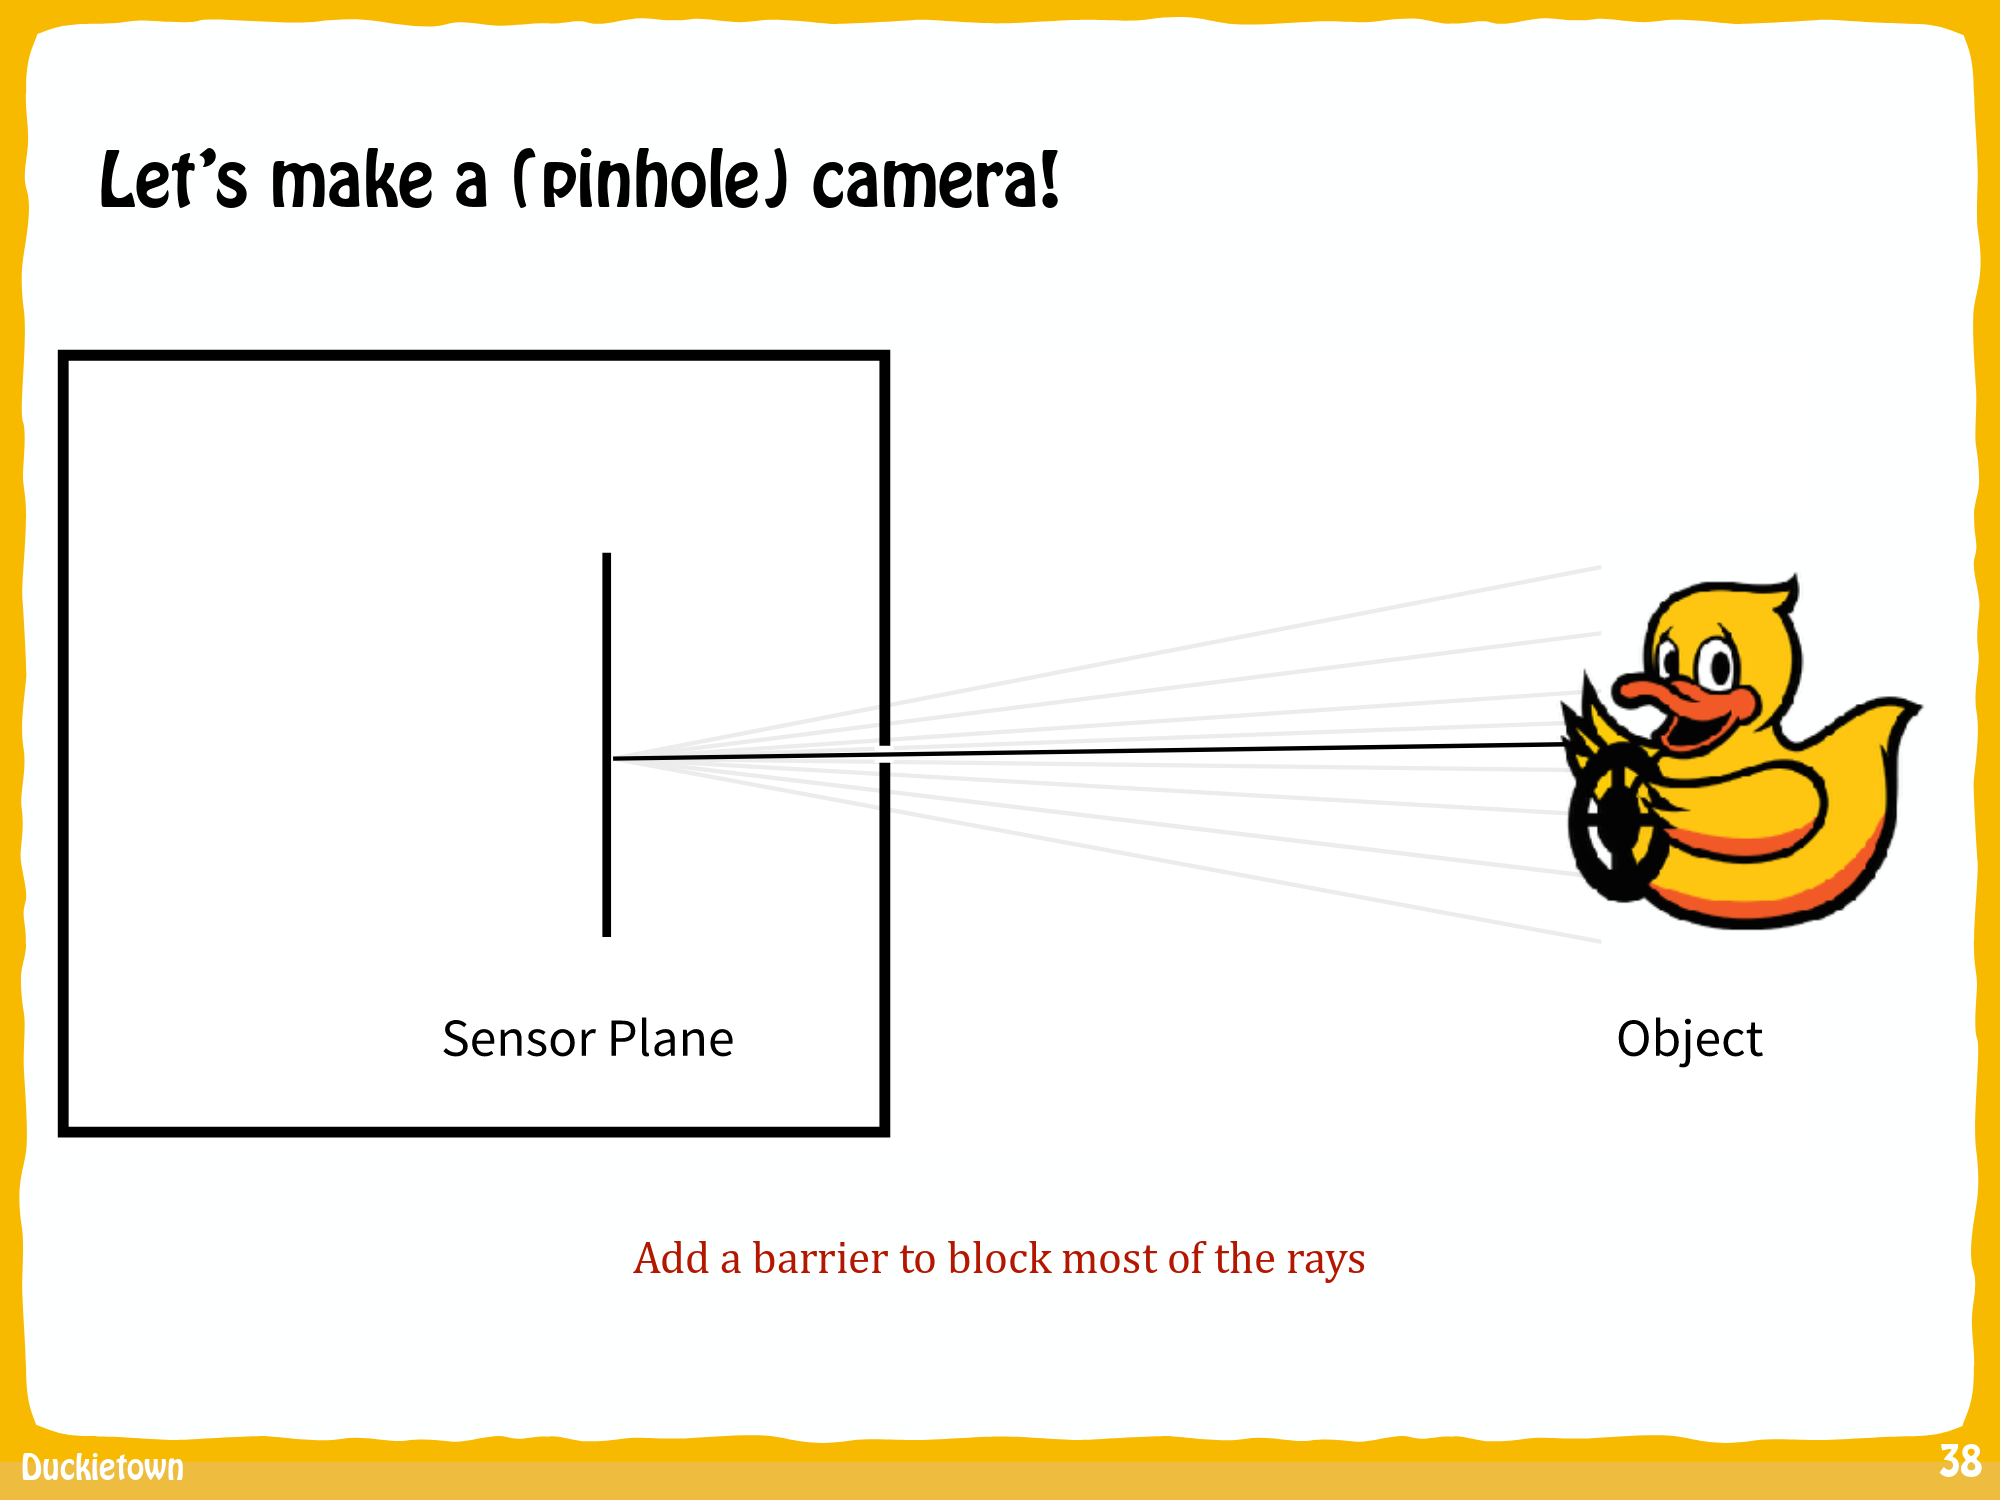 Let's make a (pinhole) camera!
Sensor Plane
Object
Add a barrier to block most of the rays
Duckietown
38